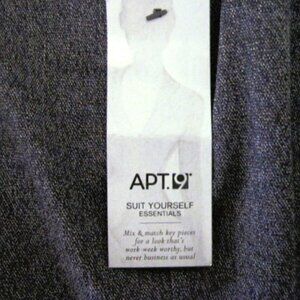 APT. 9
SUIT YOURSELF
ESSENTIALS
Mix & match key pieces
for a look that's
work-week worthy, but
never business as usual